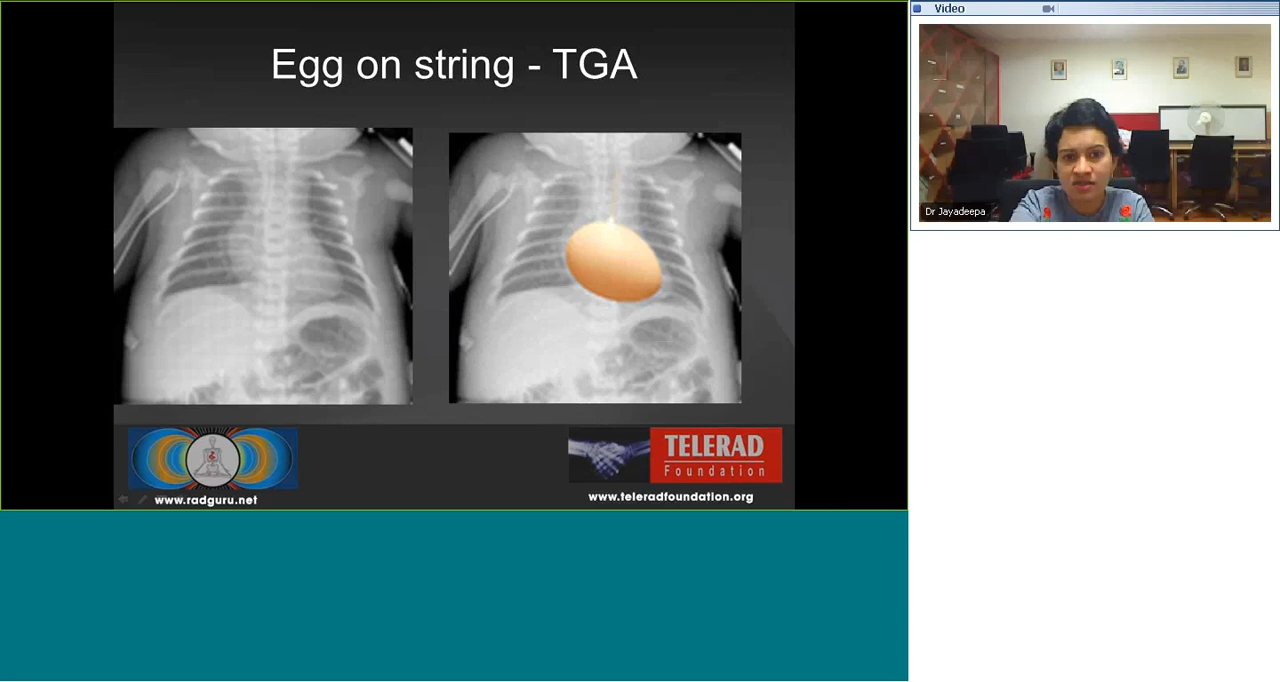 Egg on string - TGA
Video
Dr Jayadeepa
TELERAD
Foundation
www.radguru.net
www.teleradfoundation.org